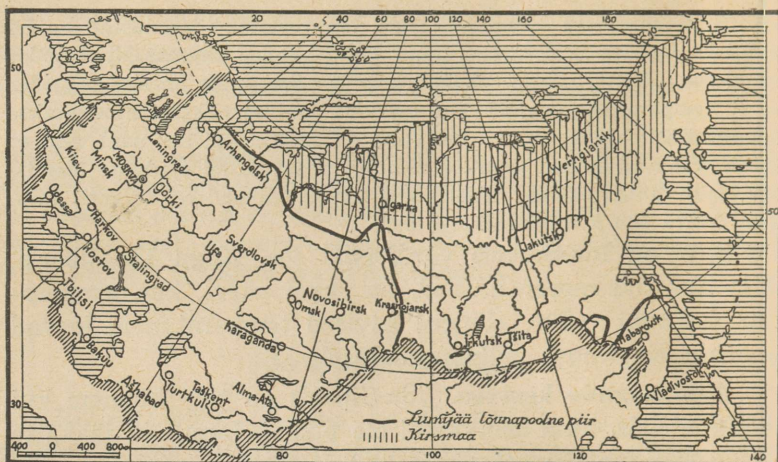 20 40 60 80 100 120 140 160 180
50
Leningrad
Arhangelsk
Minsk
Moskva
Kiiev
Gorki
Igarka
Verhojansk
Odessa
Harkov
Rostov
Stalingrad
Ufa
Sverdlovsk
Jakutsk
50
Tbilisi
Novosibirsk
Omsk
Krasnojarsk
Bakuu
Karaganda
Irkutsk
Tšita
Habarovsk
Ašhabad
Turtkul
Taškent
Alma-Ata
Vladivostok
30
Lumijää lõunapoolne piir
Kirsmaa
400 0 400 800
80 100 120 140